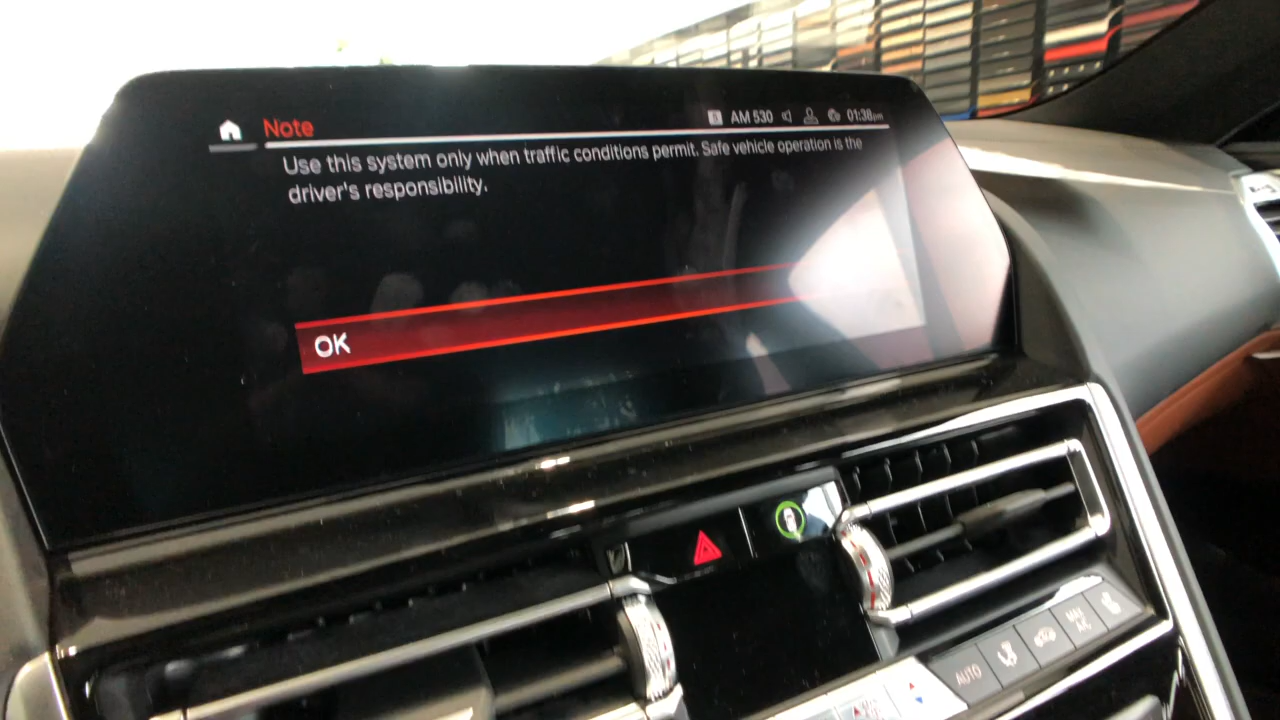 Note
AM 530 01:38pm
Use this system only when traffic conditions permit. Safe vehicle operation is the
driver's responsibility.
OK
AUTO
MAX
A/C